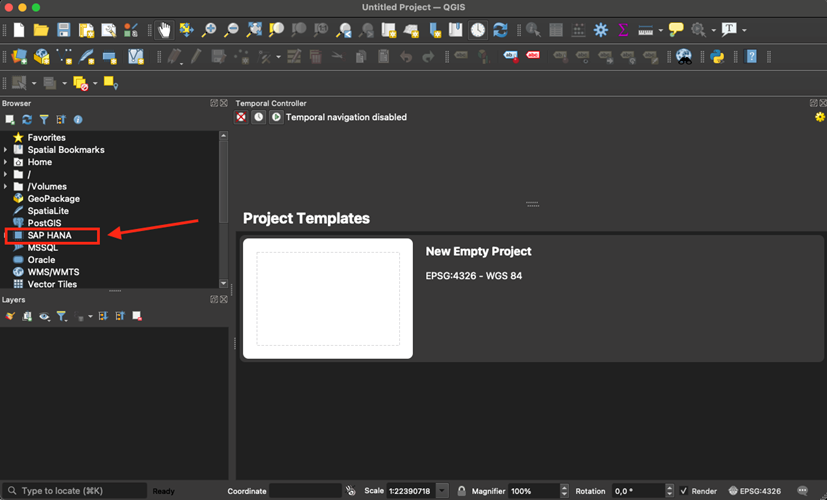 Untitled Project — QGIS
Browser
Temporal Controller
Temporal navigation disabled
Favorites
Spatial Bookmarks
Home
/
/Volumes
GeoPackage
SpatiaLite
PostGIS
SAP HANA
MSSQL
Oracle
WMS/WMTS
Vector Tiles
Project Templates
New Empty Project
EPSG:4326 - WGS 84
Layers
Type to locate (⌘K)
Ready
Coordinate
Scale 1:22390718
Magnifier 100%
Rotation 0,0 °
Render
EPSG:4326